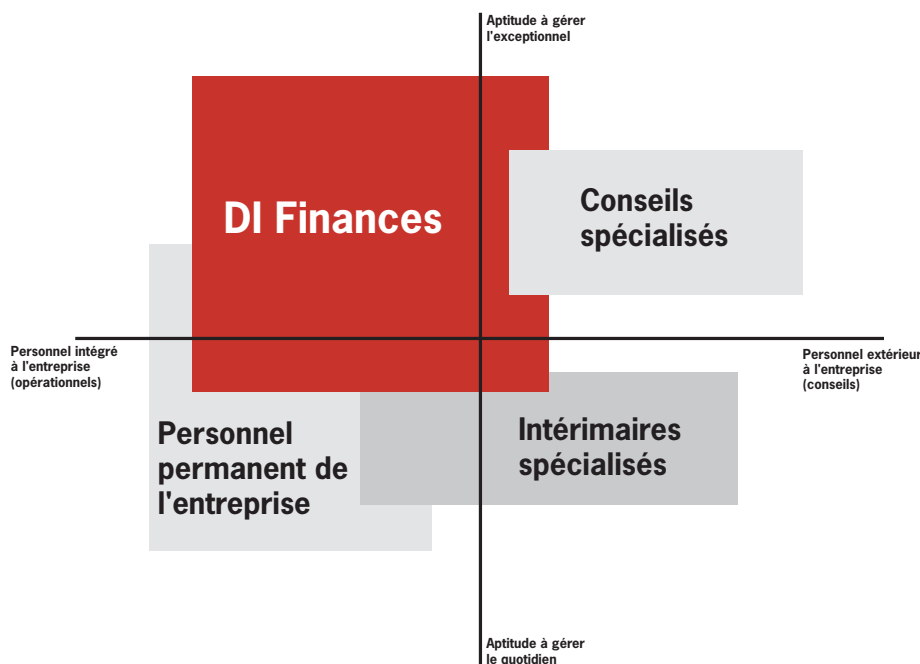 Aptitude à gérer
l'exceptionnel
DI Finances
Conseils
spécialisés
Personnel intégré
à l'entreprise
(opérationnels)
Personnel extérieur
à l'entreprise
(conseils)
Personnel
permanent de
l'entreprise
Intérimaires
spécialisés
Aptitude à gérer
le quotidien